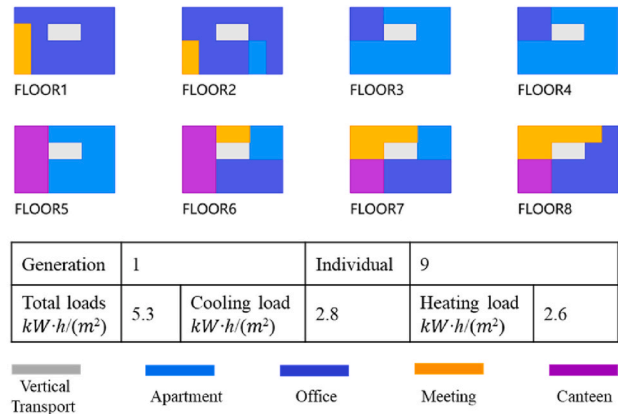 FLOOR1 FLOOR2 FLOOR3 FLOOR4
FLOOR5 FLOOR6 FLOOR7 FLOOR8
Generation 1 Individual 9
Total loads kW·h/(m²) 5.3 Cooling load kW·h/(m²) 2.8 Heating load kW·h/(m²) 2.6
Vertical Transport Apartment Office Meeting Canteen